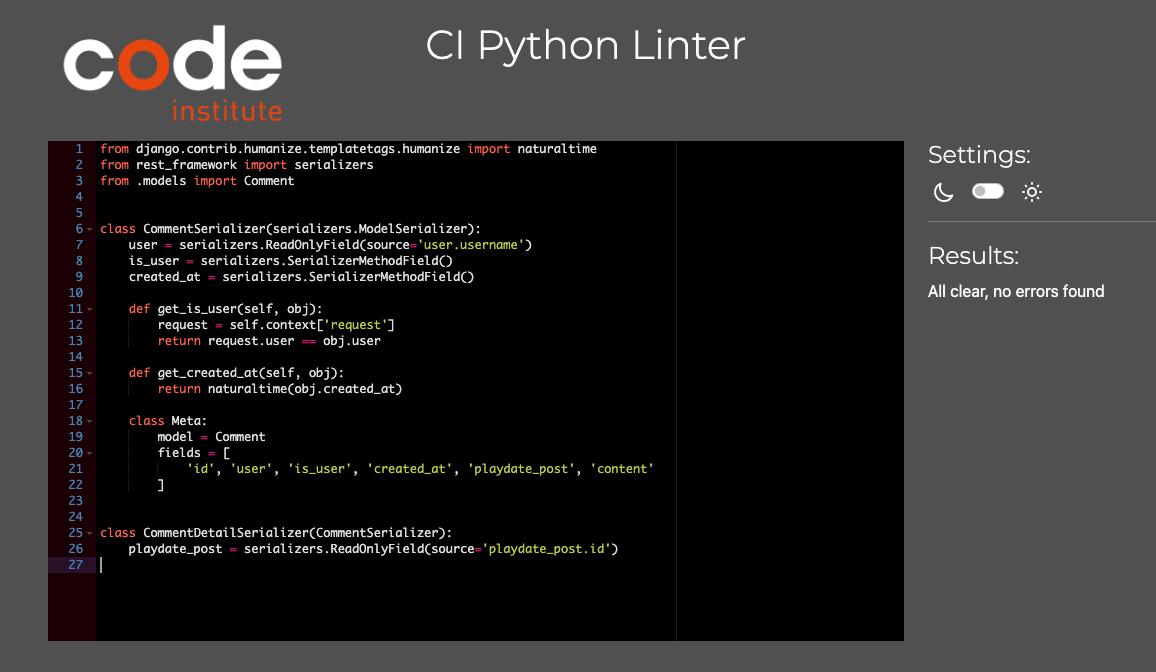 code
institute
CI Python Linter
1 from django.contrib.humanize.templatetags.humanize import naturaltime
2 from rest_framework import serializers
3 from .models import Comment
4
5
6 class CommentSerializer(serializers.ModelSerializer):
7     user = serializers.ReadOnlyField(source='user.username')
8     is_user = serializers.SerializerMethodField()
9     created_at = serializers.SerializerMethodField()
10
11     def get_is_user(self, obj):
12         request = self.context['request']
13         return request.user == obj.user
14
15     def get_created_at(self, obj):
16         return naturaltime(obj.created_at)
17
18     class Meta:
19         model = Comment
20         fields = [
21             'id', 'user', 'is_user', 'created_at', 'playdate_post', 'content'
22         ]
23
24
25 class CommentDetailSerializer(CommentSerializer):
26     playdate_post = serializers.ReadOnlyField(source='playdate_post.id')
27
Settings:
Results:
All clear, no errors found